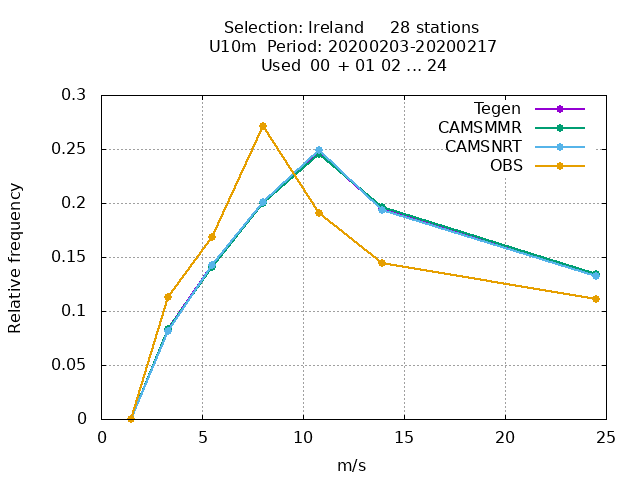 Selection: Ireland 28 stations
U10m Period: 20200203-20200217
Used 00 + 01 02 ... 24
0.3
0.25
0.2
0.15
0.1
0.05
0
Relative frequency
Tegen
CAMSMMR
CAMSNRT
OBS
0 5 10 15 20 25
m/s